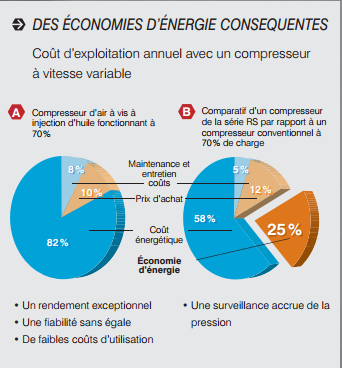 DES ÉCONOMIES D'ÉNERGIE CONSEQUENTES
Coût d'exploitation annuel avec un compresseur
à vitesse variable
A
Compresseur d'air à vis à
injection d'huile fonctionnant à
70%
B
Comparatif d'un compresseur
de la série RS par rapport à un
compresseur conventionnel à
70% de charge
8%
10%
82%
Maintenance et
entretien
coûts
Prix d'achat
Coût
énergétique
Économie
d'énergie
5%
12%
58%
25%
• Un rendement exceptionnel
• Une fiabilité sans égale
• De faibles coûts d'utilisation
• Une surveillance accrue de la
pression